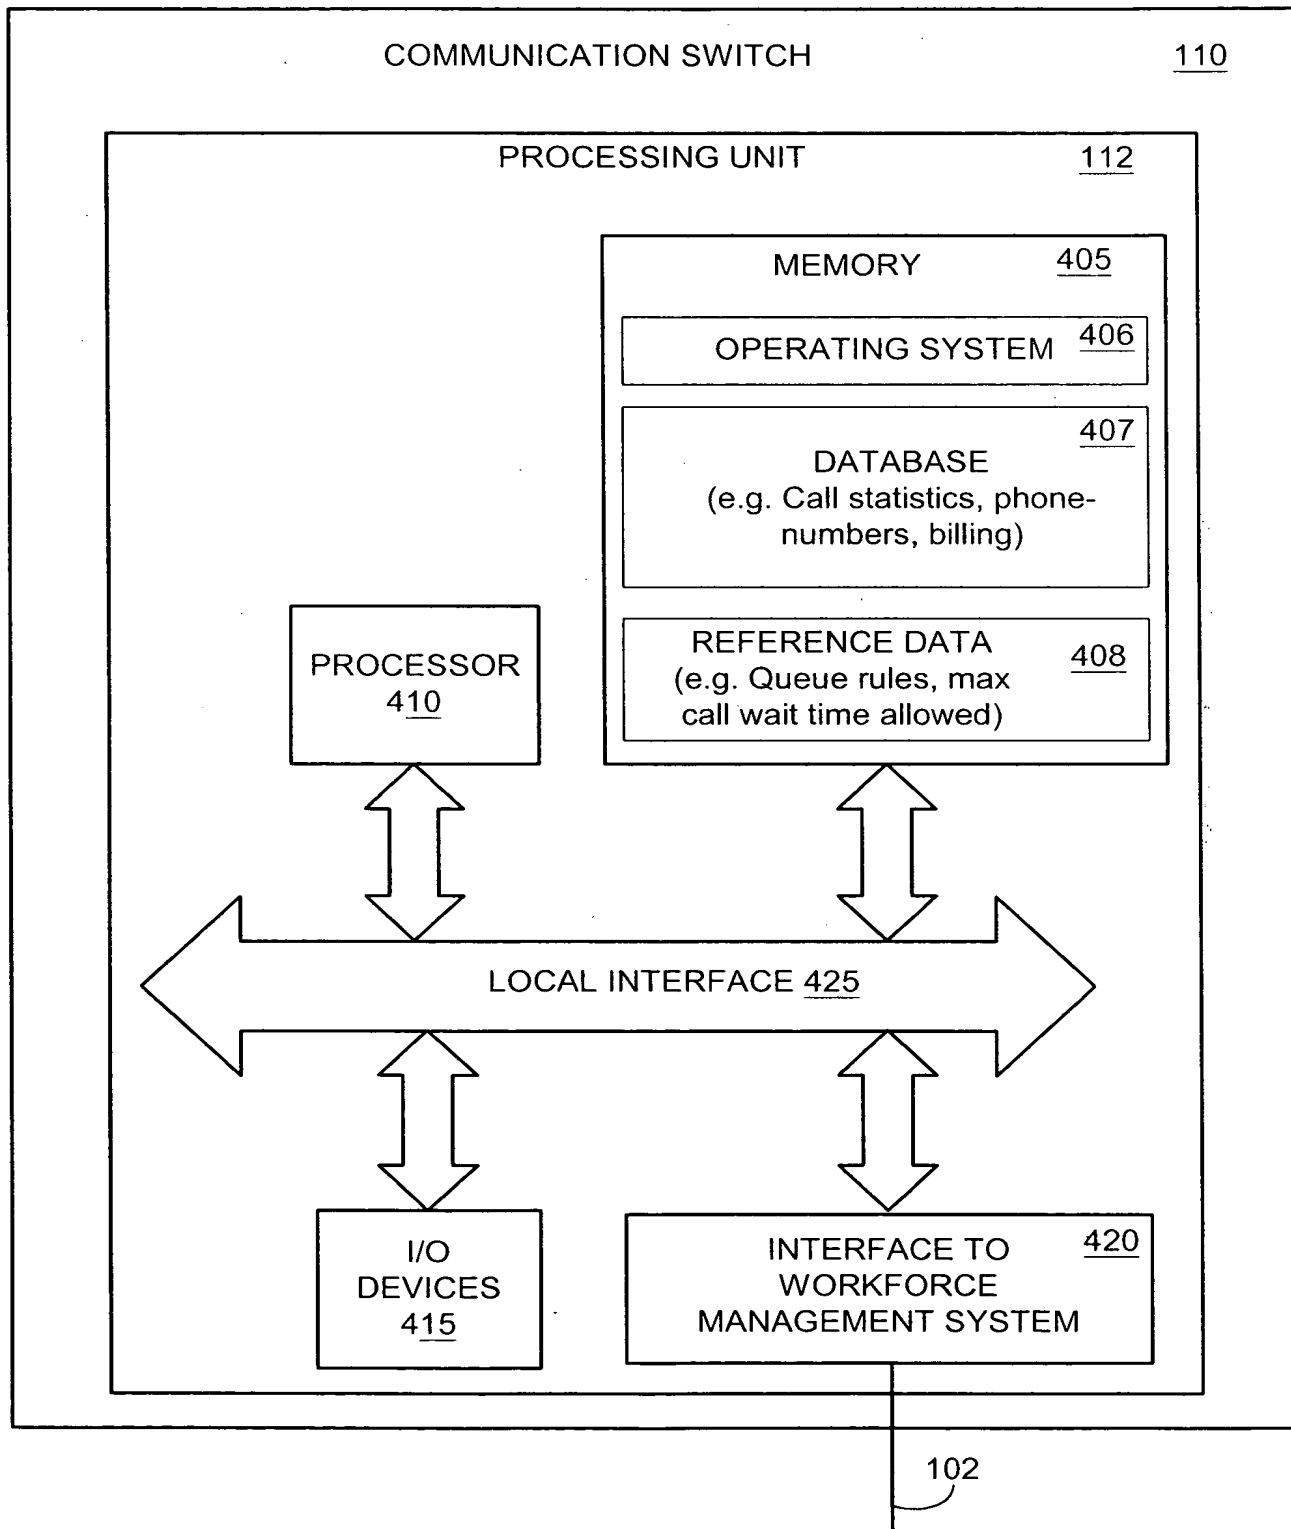 COMMUNICATION SWITCH 110
PROCESSING UNIT 112
MEMORY 405
OPERATING SYSTEM 406
407
DATABASE
(e.g. Call statistics, phone-
numbers, billing)
REFERENCE DATA 408
(e.g. Queue rules, max
call wait time allowed)
PROCESSOR
410
LOCAL INTERFACE 425
I/O
DEVICES
415
INTERFACE TO 420
WORKFORCE
MANAGEMENT SYSTEM
102